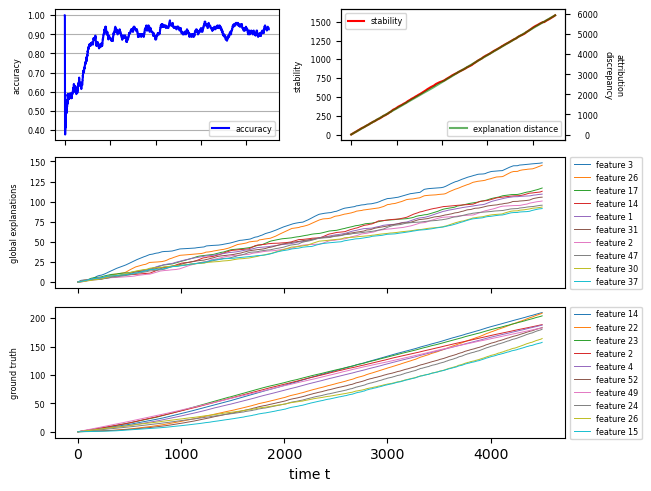 accuracy
1.00
0.90
0.80
0.70
0.60
0.50
0.40
accuracy
stability
1500
1250
1000
750
500
250
0
stability
explanation distance
6000
5000
4000
3000
2000
1000
0
attribution
discrepancy
global explanations
150
125
100
75
50
25
0
feature 3
feature 26
feature 17
feature 14
feature 1
feature 31
feature 2
feature 47
feature 30
feature 37
ground truth
200
150
100
50
0
feature 14
feature 22
feature 23
feature 2
feature 4
feature 52
feature 49
feature 24
feature 26
feature 15
0
1000
2000
3000
4000
time t